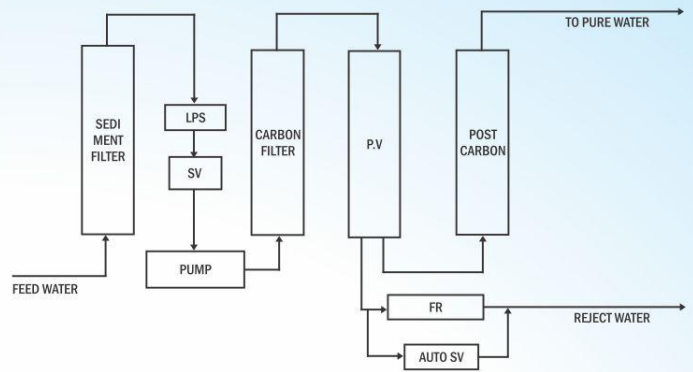 TO PURE WATER
SEDI
MENT
FILTER
LPS
SV
PUMP
CARBON
FILTER
P.V
POST
CARBON
FEED WATER
FR
REJECT WATER
AUTO SV